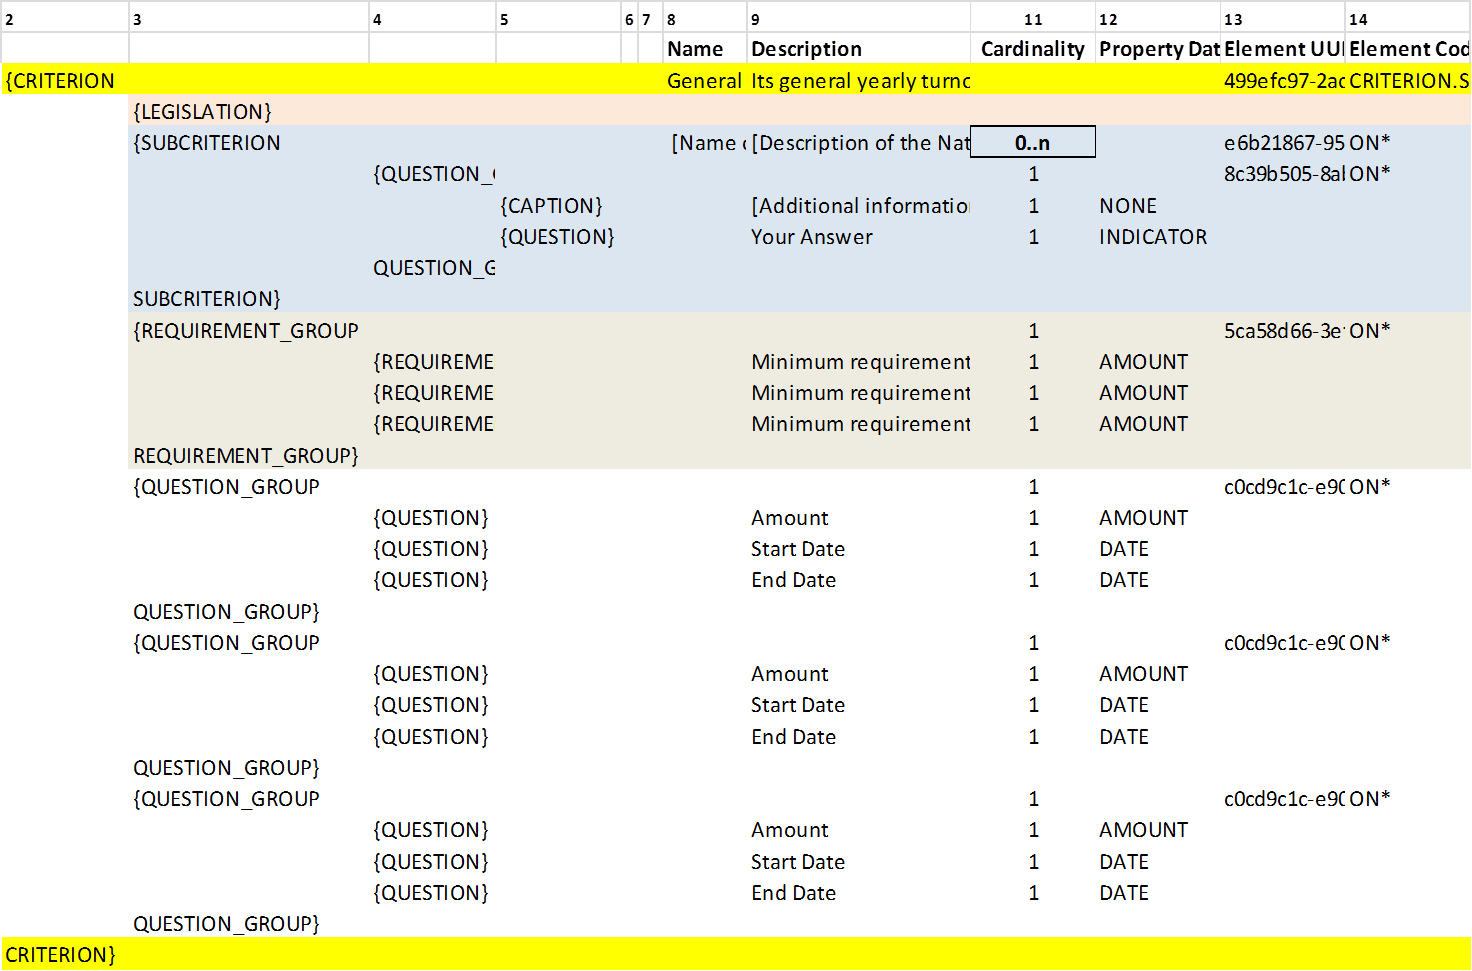 2 3 4 5 6 7 8 9 11 12 13 14
Name Description Cardinality Property Dat Element UUI Element Cod
{CRITERION General Its general yearly turno 499efc97-2ac CRITERION.S
{LEGISLATION}
{SUBCRITERION [Name [Description of the Nat 0..n e6b21867-95 ON*
{QUESTION_G 1 8c39b505-8al ON*
{CAPTION} [Additional information 1 NONE
{QUESTION} Your Answer 1 INDICATOR
QUESTION_G
SUBCRITERION}
{REQUIREMENT_GROUP 1 5ca58d66-3e ON*
{REQUIREME Minimum requirement 1 AMOUNT
{REQUIREME Minimum requirement 1 AMOUNT
{REQUIREME Minimum requirement 1 AMOUNT
REQUIREMENT_GROUP}
{QUESTION_GROUP 1 c0cd9c1c-e90 ON*
{QUESTION} Amount 1 AMOUNT
{QUESTION} Start Date 1 DATE
{QUESTION} End Date 1 DATE
QUESTION_GROUP}
{QUESTION_GROUP 1 c0cd9c1c-e90 ON*
{QUESTION} Amount 1 AMOUNT
{QUESTION} Start Date 1 DATE
{QUESTION} End Date 1 DATE
QUESTION_GROUP}
{QUESTION_GROUP 1 c0cd9c1c-e90 ON*
{QUESTION} Amount 1 AMOUNT
{QUESTION} Start Date 1 DATE
{QUESTION} End Date 1 DATE
QUESTION_GROUP}
CRITERION}